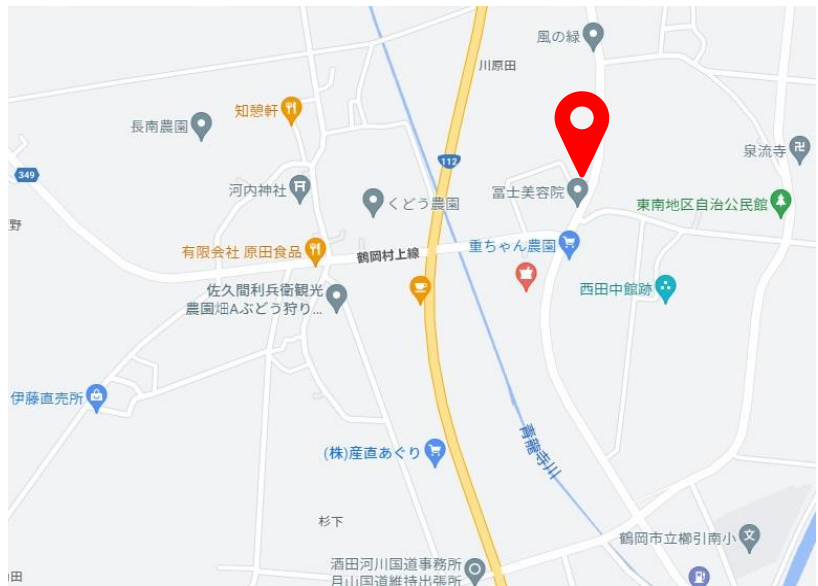 風の緑
川原田
知憩軒
長南農園
泉流寺
112
349
河内神社
冨士美容院
くどう農園
東南地区自治公民館
野
有限会社 原田食品
鶴岡村上線
重ちゃん農園
佐久間利兵衛観光
農園畑Aぶどう狩り...
西田中館跡
伊藤直売所
青龍寺川
(株)産直あぐり
杉下
鶴岡市立櫛引南小
文
酒田河川国道事務所
月山国道維持出張所
田